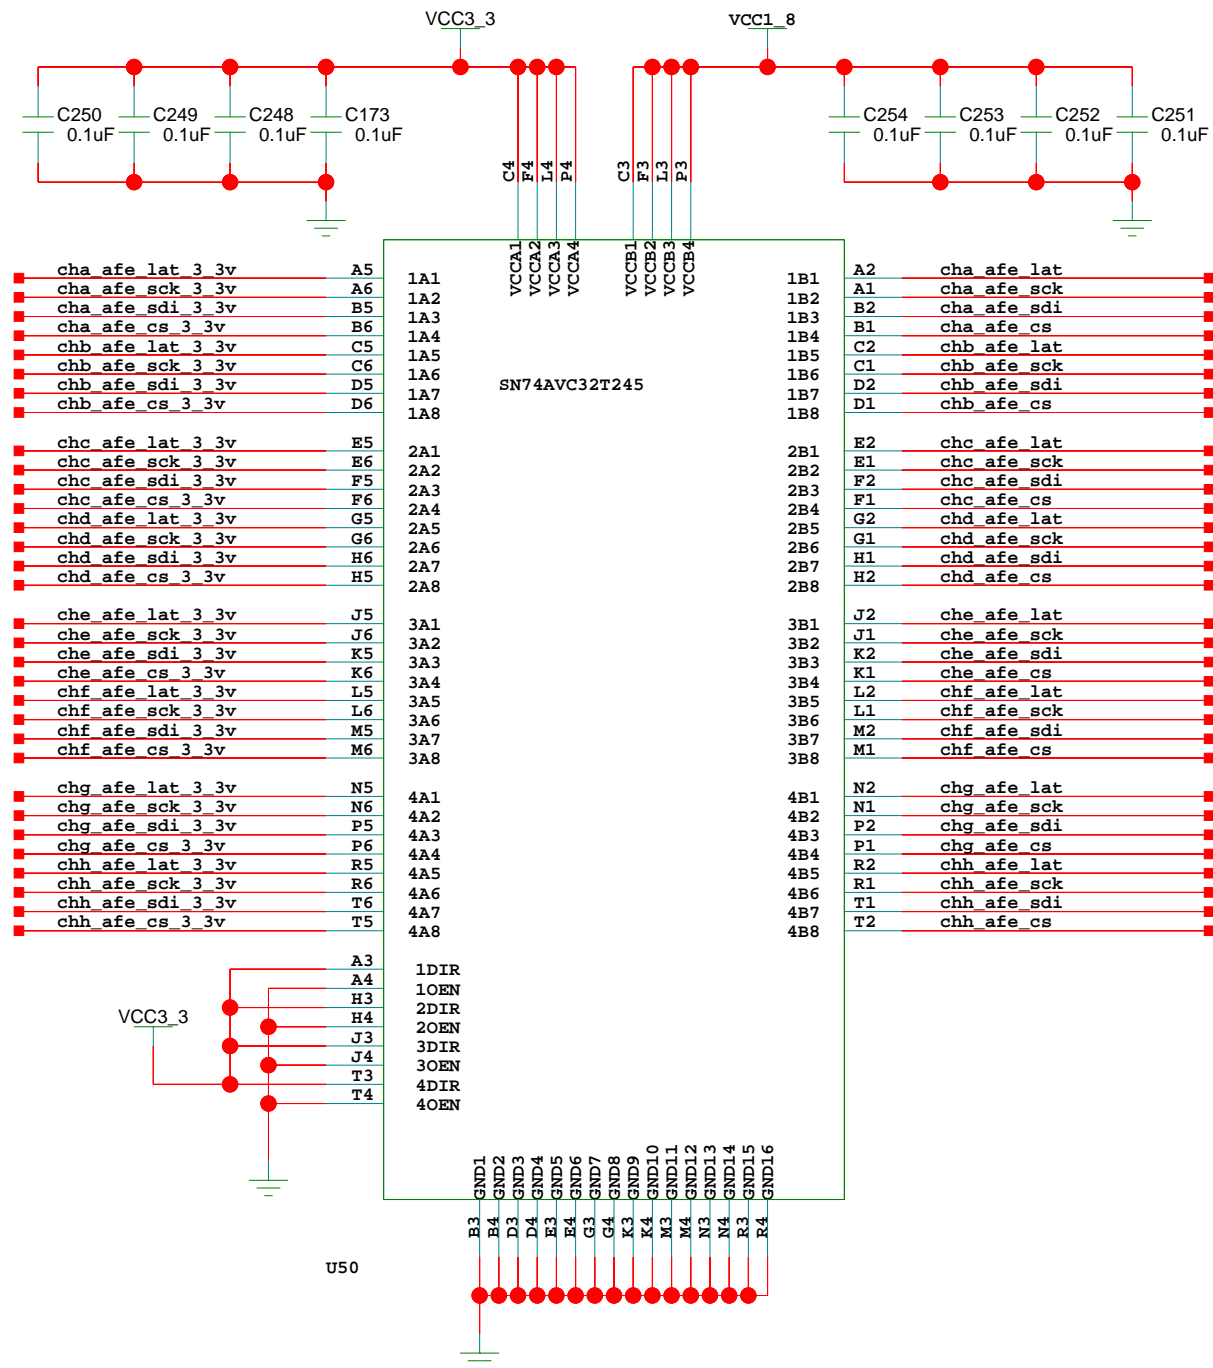 VCC3_3 VCC1_8
C250 C249 C248 C173 C254 C253 C252 C251
0.1uF 0.1uF 0.1uF 0.1uF 0.1uF 0.1uF 0.1uF 0.1uF
C4 F4 L4 P4 C3 F3 L3 P3
VCCA1 VCCA2 VCCA3 VCCA4 VCCB1 VCCB2 VCCB3 VCCB4
cha_afe_lat_3_3v A5 1A1 1B1 A2 cha_afe_lat
cha_afe_sck_3_3v A6 1A2 1B2 A1 cha_afe_sck
cha_afe_sdi_3_3v B5 1A3 1B3 B2 cha_afe_sdi
cha_afe_cs_3_3v B6 1A4 1B4 B1 cha_afe_cs
chb_afe_lat_3_3v C5 1A5 1B5 C2 chb_afe_lat
chb_afe_sck_3_3v C6 1A6 1B6 C1 chb_afe_sck
chb_afe_sdi_3_3v D5 1A7 1B7 D2 chb_afe_sdi
SN74AVC32T245
chb_afe_cs_3_3v D6 1A8 1B8 D1 chb_afe_cs
chc_afe_lat_3_3v E5 2A1 2B1 E2 chc_afe_lat
chc_afe_sck_3_3v E6 2A2 2B2 E1 chc_afe_sck
chc_afe_sdi_3_3v F5 2A3 2B3 F2 chc_afe_sdi
chc_afe_cs_3_3v F6 2A4 2B4 F1 chc_afe_cs
chd_afe_lat_3_3v G5 2A5 2B5 G2 chd_afe_lat
chd_afe_sck_3_3v G6 2A6 2B6 G1 chd_afe_sck
chd_afe_sdi_3_3v H6 2A7 2B7 H1 chd_afe_sdi
chd_afe_cs_3_3v H5 2A8 2B8 H2 chd_afe_cs
che_afe_lat_3_3v J5 3A1 3B1 J2 che_afe_lat
che_afe_sck_3_3v J6 3A2 3B2 J1 che_afe_sck
che_afe_sdi_3_3v K5 3A3 3B3 K2 che_afe_sdi
che_afe_cs_3_3v K6 3A4 3B4 K1 che_afe_cs
chf_afe_lat_3_3v L5 3A5 3B5 L2 chf_afe_lat
chf_afe_sck_3_3v L6 3A6 3B6 L1 chf_afe_sck
chf_afe_sdi_3_3v M5 3A7 3B7 M2 chf_afe_sdi
chf_afe_cs_3_3v M6 3A8 3B8 M1 chf_afe_cs
chg_afe_lat_3_3v N5 4A1 4B1 N2 chg_afe_lat
chg_afe_sck_3_3v N6 4A2 4B2 N1 chg_afe_sck
chg_afe_sdi_3_3v P5 4A3 4B3 P2 chg_afe_sdi
chg_afe_cs_3_3v P6 4A4 4B4 P1 chg_afe_cs
chh_afe_lat_3_3v R5 4A5 4B5 R2 chh_afe_lat
chh_afe_sck_3_3v R6 4A6 4B6 R1 chh_afe_sck
chh_afe_sdi_3_3v T6 4A7 4B7 T1 chh_afe_sdi
chh_afe_cs_3_3v T5 4A8 4B8 T2 chh_afe_cs
A3 1DIR
A4 1OEN
H3 2DIR
VCC3_3 H4 2OEN
J3 3DIR
J4 3OEN
T3 4DIR
T4 4OEN
GND1 GND2 GND3 GND4 GND5 GND6 GND7 GND8 GND9 GND10 GND11 GND12 GND13 GND14 GND15 GND16
B3 B4 D3 D4 E3 E4 G3 G4 K3 K4 M3 M4 N3 N4 R3 R4
U50